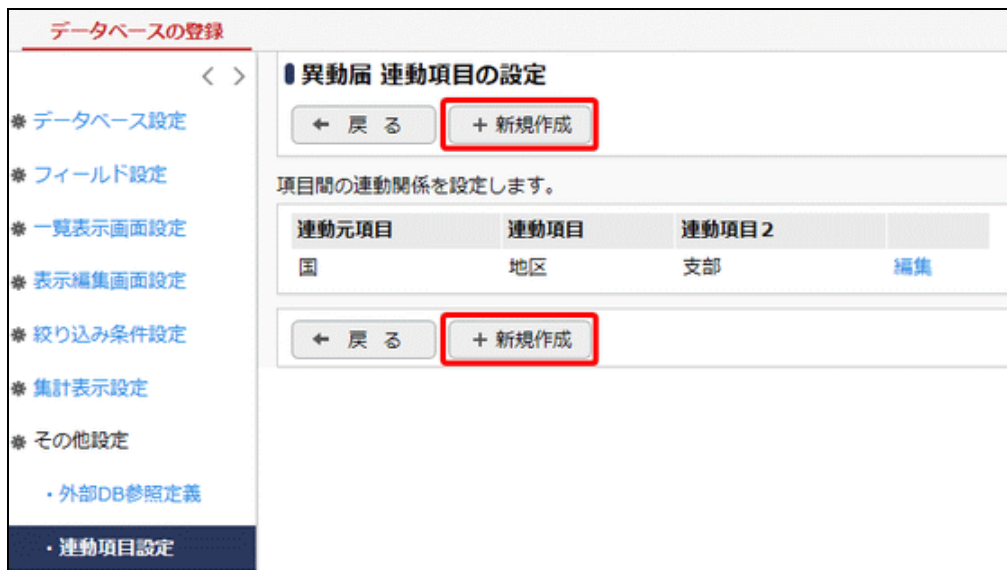 データベースの登録
< >
データベース設定
フィールド設定
一覧表示画面設定
表示編集画面設定
絞り込み条件設定
集計表示設定
その他設定
・外部DB参照定義
・連動項目設定
異動届 連動項目の設定
← 戻 る + 新規作成
項目間の連動関係を設定します。
連動元項目 連動項目 連動項目2
国 地区 支部 編集
← 戻 る + 新規作成